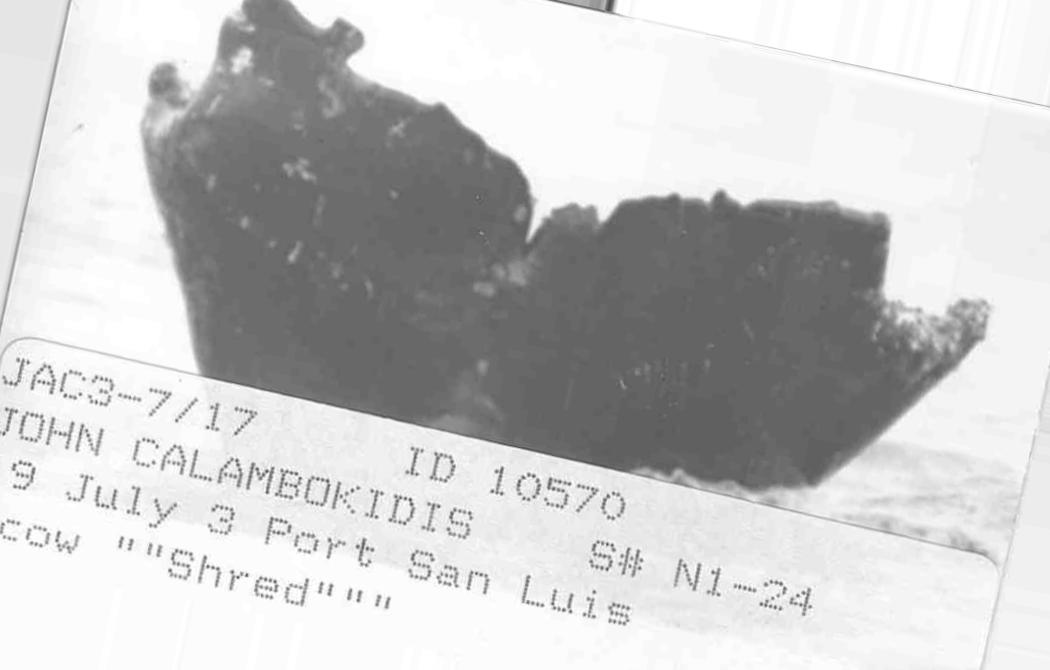 JAC3-7/17 ID 10570
JOHN CALAMBOKIDIS S# N1-24
9 July 3 Port San Luis
cow ""Shred"""